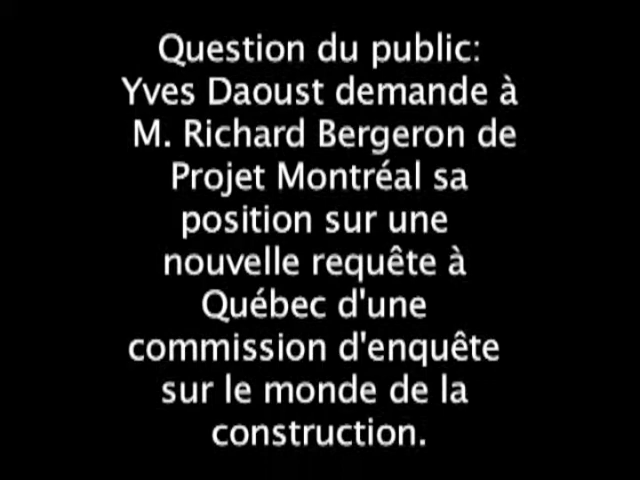 Question du public:
Yves Daoust demande à
M. Richard Bergeron de
Projet Montréal sa
position sur une
nouvelle requête à
Québec d'une
commission d'enquête
sur le monde de la
construction.